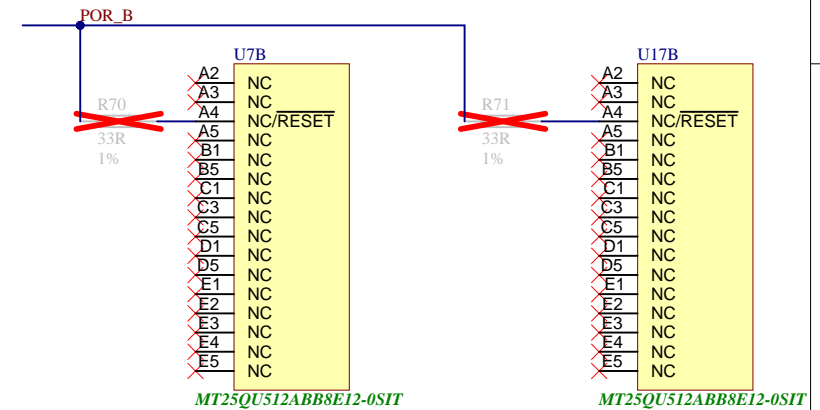 POR_B
U7B
U17B
A2 NC
A3 NC
A4 NC/RESET
A5 NC
B1 NC
B5 NC
C1 NC
C3 NC
C5 NC
D1 NC
D5 NC
E1 NC
E2 NC
E3 NC
E4 NC
E5 NC
R70
33R
1%
MT25QU512ABB8E12-0SIT
A2 NC
A3 NC
A4 NC/RESET
A5 NC
B1 NC
B5 NC
C1 NC
C3 NC
C5 NC
D1 NC
D5 NC
E1 NC
E2 NC
E3 NC
E4 NC
E5 NC
R71
33R
1%
MT25QU512ABB8E12-0SIT